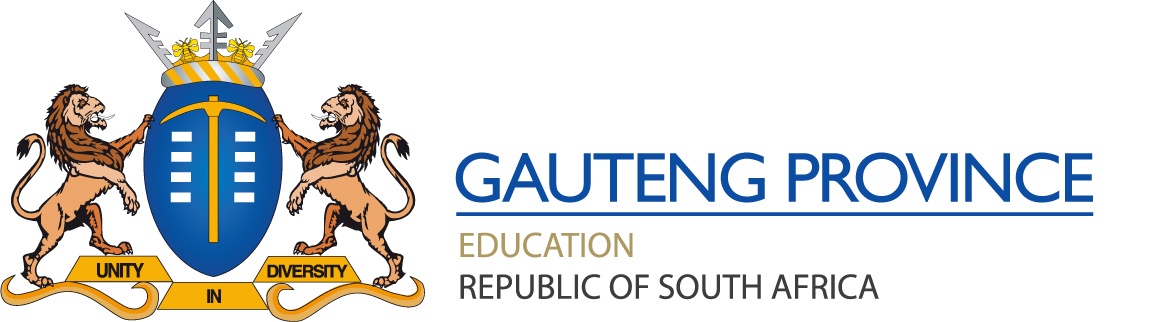 GAUTENG PROVINCE
EDUCATION
REPUBLIC OF SOUTH AFRICA
UNITY
IN
DIVERSITY